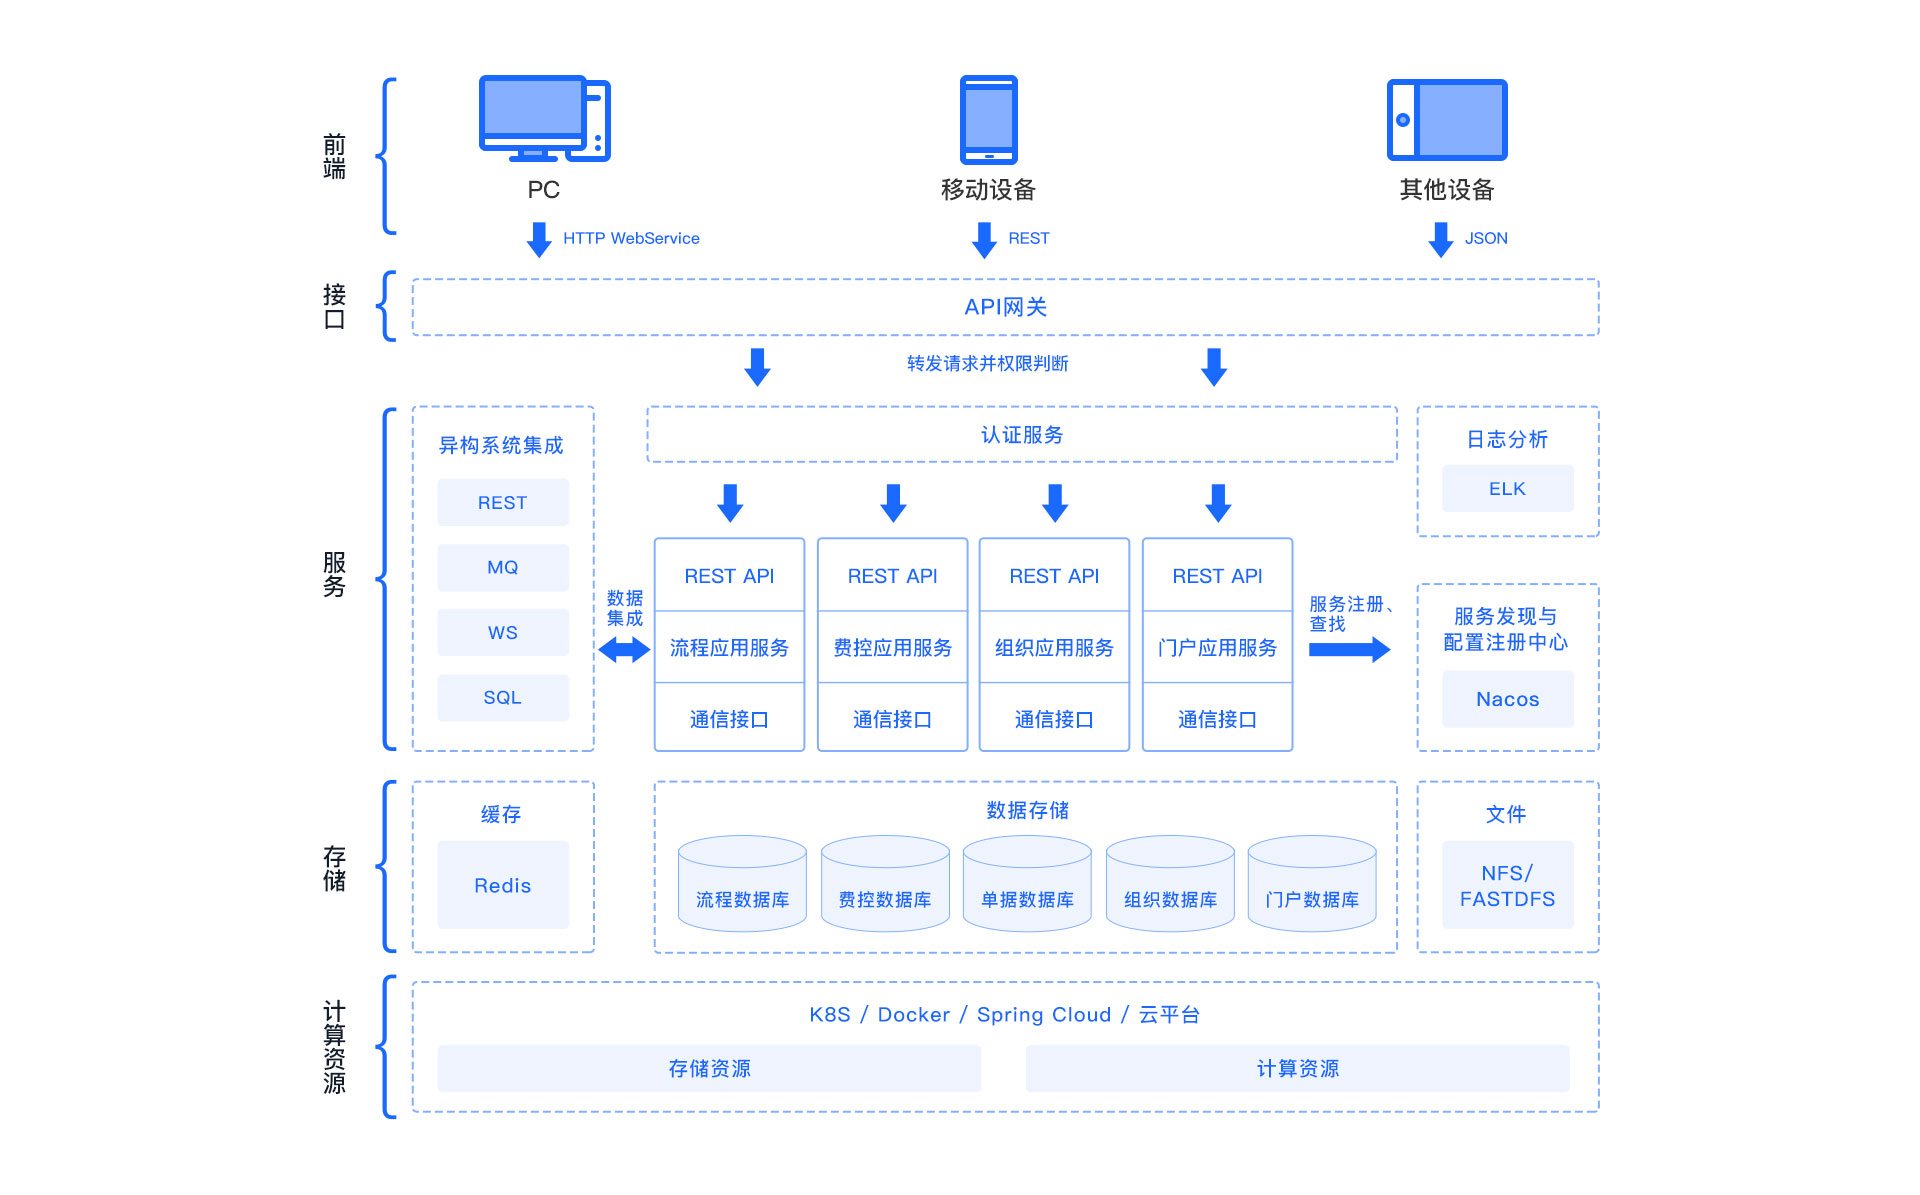 前端
PC
移动设备
其他设备
HTTP WebService
REST
JSON
接口
API网关
转发请求并权限判断
服务
异构系统集成
REST
MQ
WS
SQL
数据
集成
认证服务
REST API
流程应用服务
通信接口
REST API
费控应用服务
通信接口
REST API
组织应用服务
通信接口
REST API
门户应用服务
通信接口
服务注册、
查找
日志分析
ELK
服务发现与
配置注册中心
Nacos
存储
缓存
Redis
数据存储
流程数据库
费控数据库
单据数据库
组织数据库
门户数据库
文件
NFS/
FASTDFS
计算资源
K8S / Docker / Spring Cloud / 云平台
存储资源
计算资源